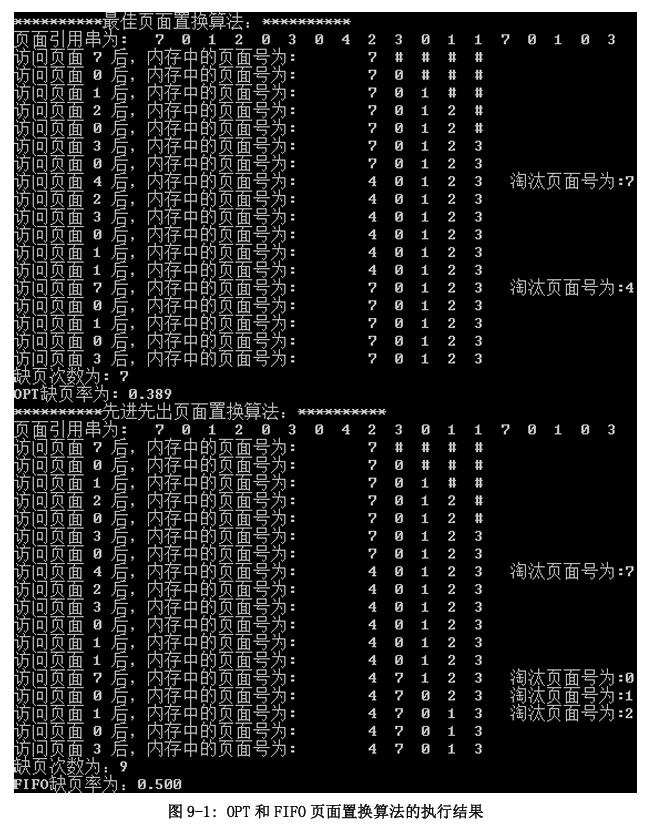 **********最佳页面置换算法: **********
页面引用串为: 7 0 1 2 0 3 0 4 2 3 0 1 1 7 0 1 0 3
访问页面 7 后, 内存中的页面号为: 7 # # # #
访问页面 0 后, 内存中的页面号为: 7 0 # # #
访问页面 1 后, 内存中的页面号为: 7 0 1 # #
访问页面 2 后, 内存中的页面号为: 7 0 1 2 #
访问页面 0 后, 内存中的页面号为: 7 0 1 2 #
访问页面 3 后, 内存中的页面号为: 7 0 1 2 3
访问页面 0 后, 内存中的页面号为: 7 0 1 2 3
访问页面 4 后, 内存中的页面号为: 4 0 1 2 3 淘汰页面号为:7
访问页面 2 后, 内存中的页面号为: 4 0 1 2 3
访问页面 3 后, 内存中的页面号为: 4 0 1 2 3
访问页面 0 后, 内存中的页面号为: 4 0 1 2 3
访问页面 1 后, 内存中的页面号为: 4 0 1 2 3
访问页面 1 后, 内存中的页面号为: 4 0 1 2 3
访问页面 7 后, 内存中的页面号为: 7 0 1 2 3 淘汰页面号为:4
访问页面 0 后, 内存中的页面号为: 7 0 1 2 3
访问页面 1 后, 内存中的页面号为: 7 0 1 2 3
访问页面 0 后, 内存中的页面号为: 7 0 1 2 3
访问页面 3 后, 内存中的页面号为: 7 0 1 2 3
缺页次数为: 7
OPT缺页率为: 0.389
**********先进先出页面置换算法: **********
页面引用串为: 7 0 1 2 0 3 0 4 2 3 0 1 1 7 0 1 0 3
访问页面 7 后, 内存中的页面号为: 7 # # # #
访问页面 0 后, 内存中的页面号为: 7 0 # # #
访问页面 1 后, 内存中的页面号为: 7 0 1 # #
访问页面 2 后, 内存中的页面号为: 7 0 1 2 #
访问页面 0 后, 内存中的页面号为: 7 0 1 2 #
访问页面 3 后, 内存中的页面号为: 7 0 1 2 3
访问页面 0 后, 内存中的页面号为: 7 0 1 2 3
访问页面 4 后, 内存中的页面号为: 4 0 1 2 3 淘汰页面号为:7
访问页面 2 后, 内存中的页面号为: 4 0 1 2 3
访问页面 3 后, 内存中的页面号为: 4 0 1 2 3
访问页面 0 后, 内存中的页面号为: 4 0 1 2 3
访问页面 1 后, 内存中的页面号为: 4 0 1 2 3
访问页面 1 后, 内存中的页面号为: 4 0 1 2 3
访问页面 7 后, 内存中的页面号为: 4 7 1 2 3 淘汰页面号为:0
访问页面 0 后, 内存中的页面号为: 4 7 0 2 3 淘汰页面号为:1
访问页面 1 后, 内存中的页面号为: 4 7 0 1 3 淘汰页面号为:2
访问页面 0 后, 内存中的页面号为: 4 7 0 1 3
访问页面 3 后, 内存中的页面号为: 4 7 0 1 3
缺页次数为: 9
FIFO缺页率为: 0.500
图 9-1: OPT 和 FIFO 页面置换算法的执行结果